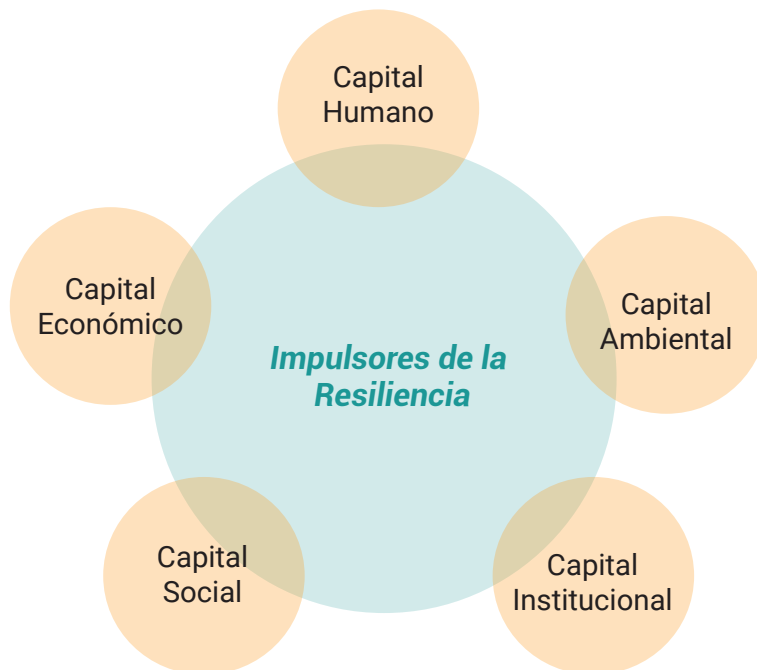 Capital
Humano
Capital
Económico
Capital
Ambiental
Impulsores de la
Resiliencia
Capital
Social
Capital
Institucional